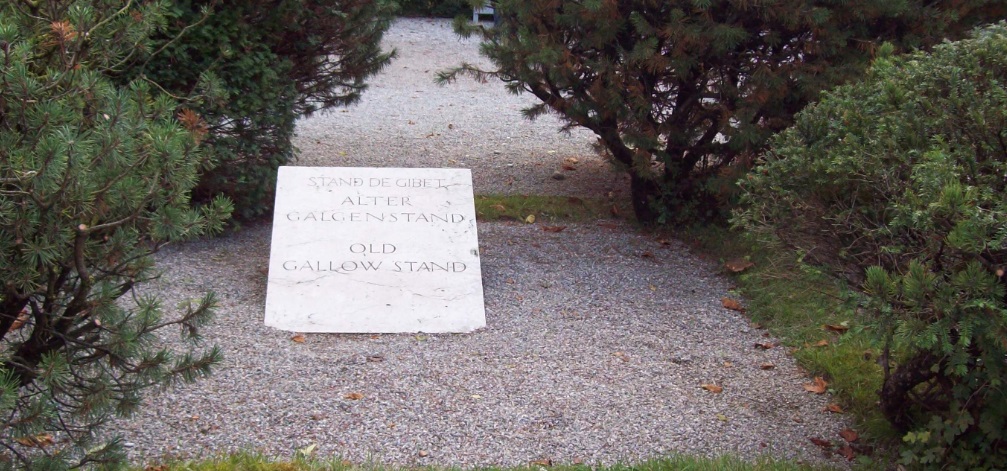 STAND DE GIBET
ALTER
GALGENSTAND
OLD
GALLOW STAND